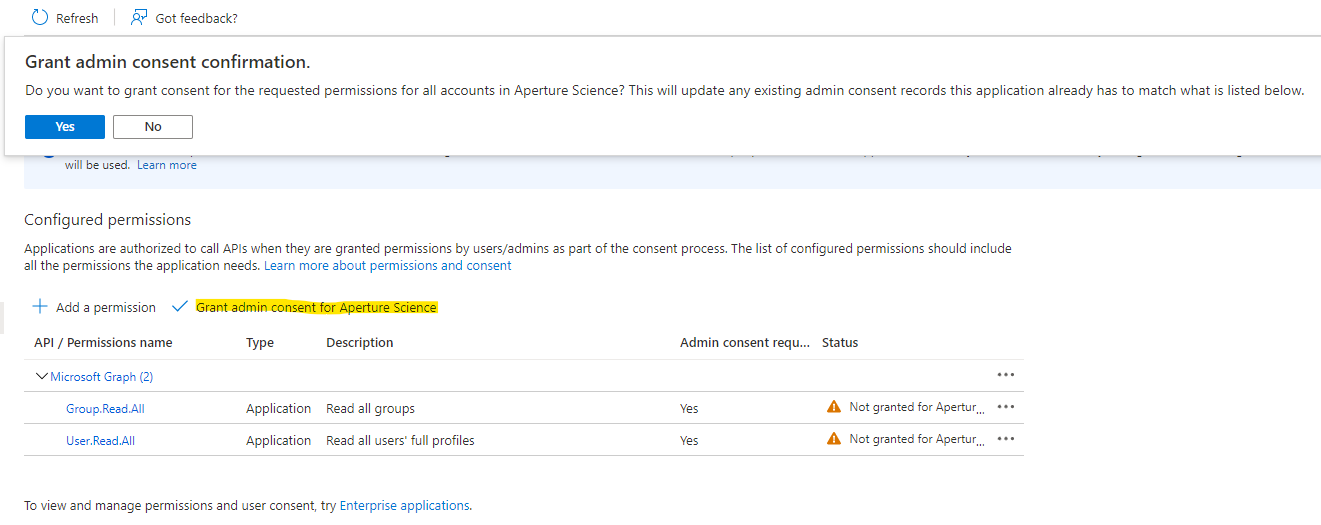 Refresh
Got feedback?
Grant admin consent confirmation.
Do you want to grant consent for the requested permissions for all accounts in Aperture Science? This will update any existing admin consent records this application already has to match what is listed below.
Yes
No
will be used. Learn more
Configured permissions
Applications are authorized to call APIs when they are granted permissions by users/admins as part of the consent process. The list of configured permissions should include
all the permissions the application needs. Learn more about permissions and consent
Add a permission
Grant admin consent for Aperture Science
API / Permissions name Type Description Admin consent requ... Status
Microsoft Graph (2)
Group.Read.All Application Read all groups Yes Not granted for Apertur...
User.Read.All Application Read all users' full profiles Yes Not granted for Apertur...
To view and manage permissions and user consent, try Enterprise applications.